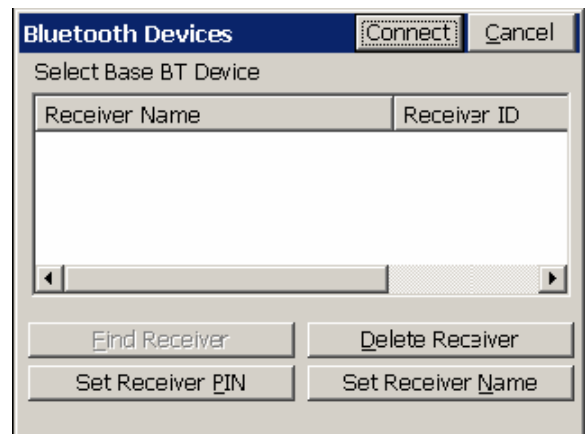 Bluetooth Devices Connect Cancel
Select Base BT Device
Receiver Name Receiver ID
Find Receiver Delete Receiver
Set Receiver PIN Set Receiver Name